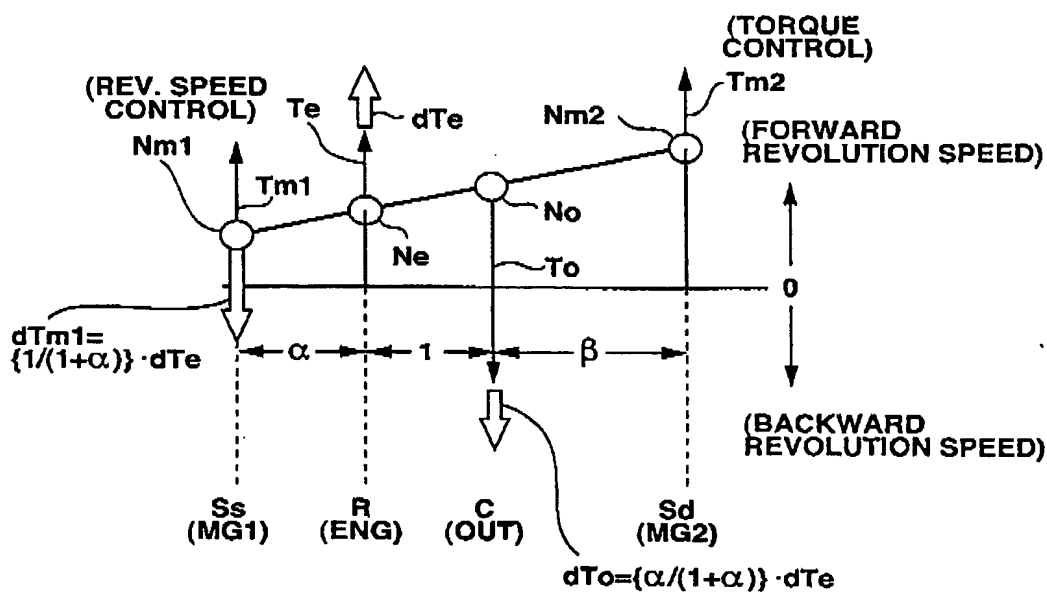 (TORQUE
CONTROL)
(REV. SPEED
CONTROL)
Te
dTe
Tm2
Nm2
(FORWARD
REVOLUTION SPEED)
Nm1
Tm1
No
Ne
To
0
dTm1=
{1/(1+α)}·dTe
α
1
β
(BACKWARD
REVOLUTION SPEED)
Ss
(MG1)
R
(ENG)
C
(OUT)
Sd
(MG2)
dTo={α/(1+α)}·dTe